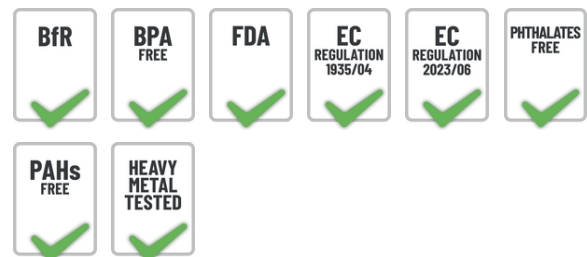 BfR
BPA
FREE
FDA
EC
REGULATION
1935/04
EC
REGULATION
2023/06
PHTHALATES
FREE
PAHs
FREE
HEAVY
METAL
TESTED